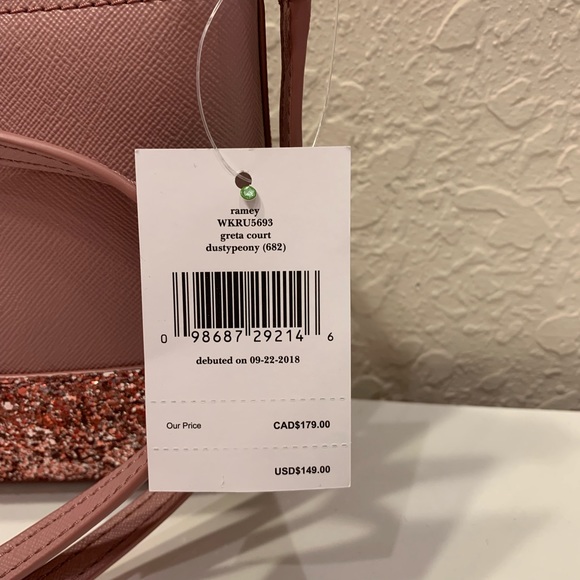 ramey
WKRU5693
greta court
dustypeony (682)
0 98687 29214 6
debuted on 09-22-2018
Our Price CAD$179.00
USD$149.00